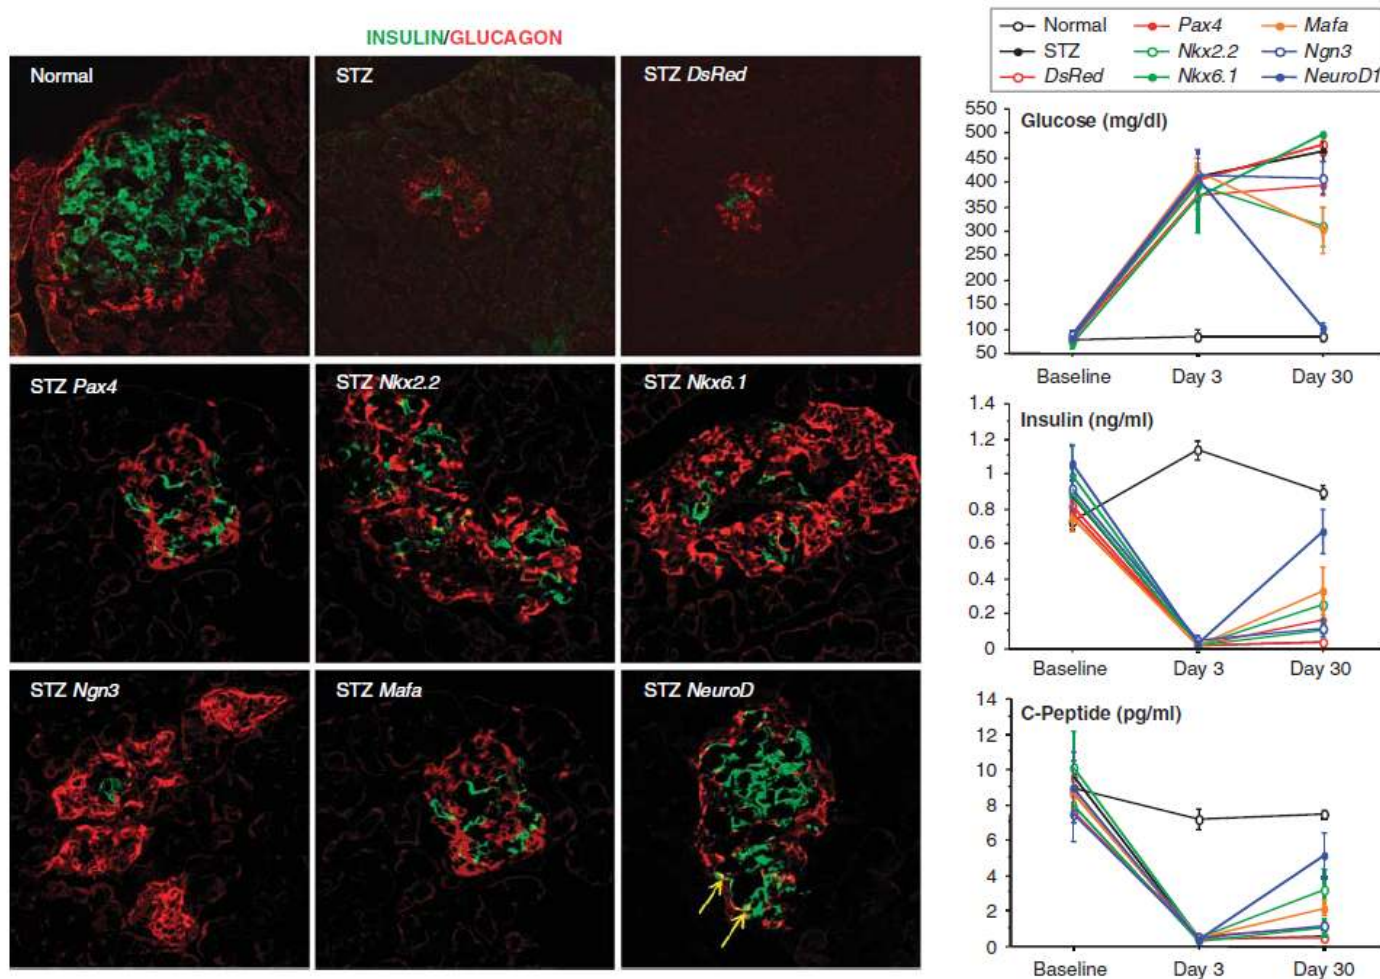 INSULIN/GLUCAGON
Normal
STZ
STZ DsRed
STZ Pax4
STZ Nkx2.2
STZ Nkx6.1
STZ Ngn3
STZ Mafa
STZ NeuroD
Normal Pax4 Mafa
STZ Nkx2.2 Ngn3
DsRed Nkx6.1 NeuroD1
Glucose (mg/dl)
550
500
450
400
350
300
250
200
150
100
50
Baseline Day 3 Day 30
Insulin (ng/ml)
1.4
1.2
1
0.8
0.6
0.4
0.2
0
Baseline Day 3 Day 30
C-Peptide (pg/ml)
14
12
10
8
6
4
2
0
Baseline Day 3 Day 30